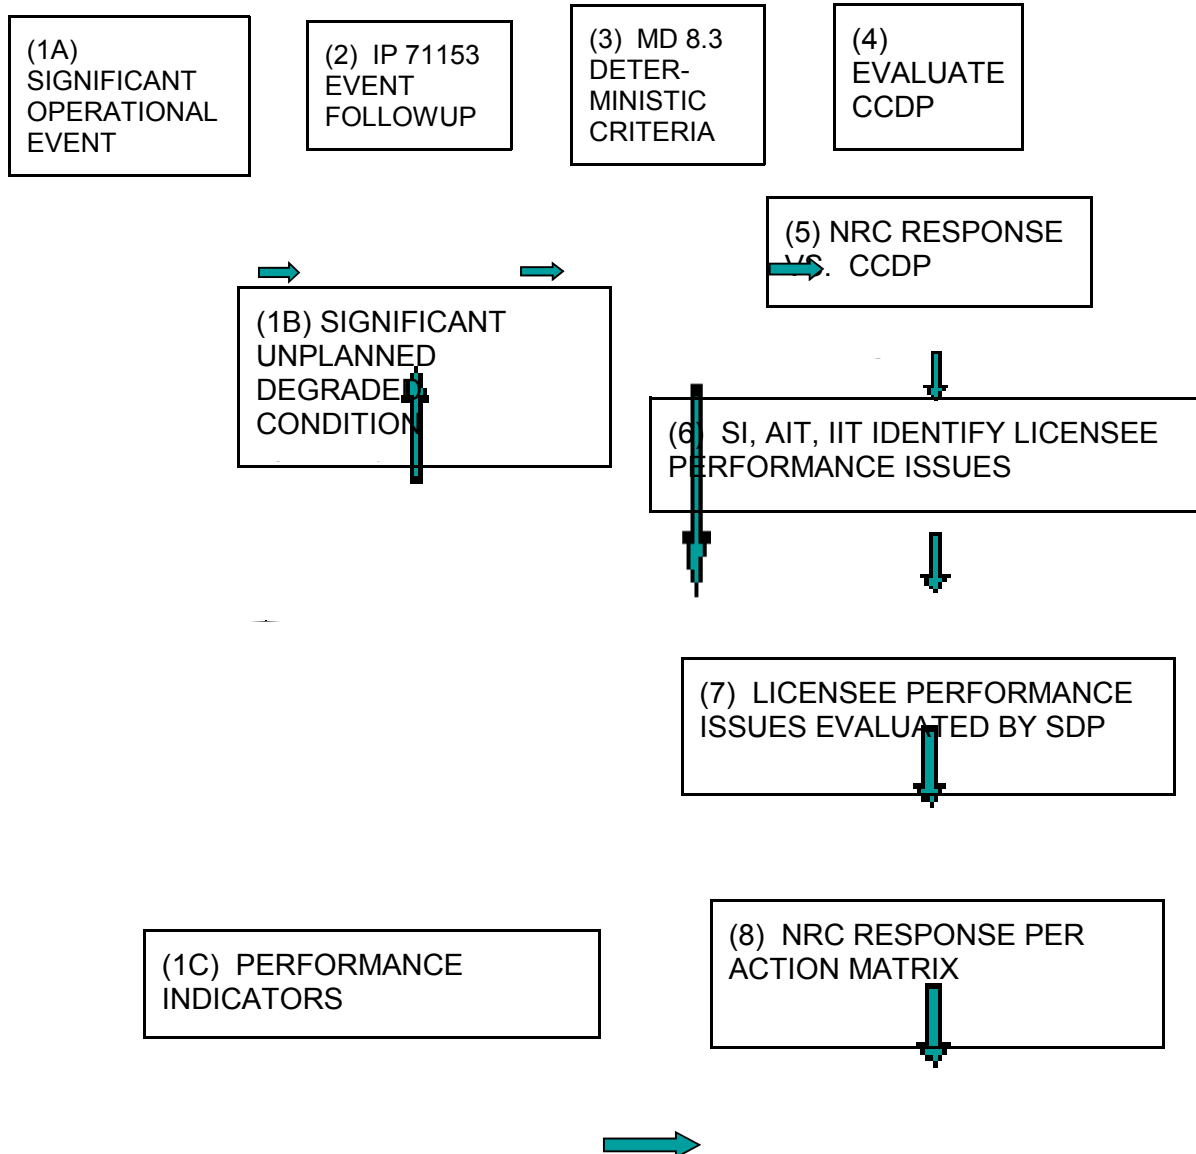 (1A)
SIGNIFICANT
OPERATIONAL
EVENT
(2) IP 71153
EVENT
FOLLOWUP
(3) MD 8.3
DETER-
MINISTIC
CRITERIA
(4)
EVALUATE
CCDP
(5) NRC RESPONSE
VS. CCDP
(1B) SIGNIFICANT
UNPLANNED
DEGRADED
CONDITION
(6) SI, AIT, IIT IDENTIFY LICENSEE
PERFORMANCE ISSUES
(7) LICENSEE PERFORMANCE
ISSUES EVALUATED BY SDP
(1C) PERFORMANCE
INDICATORS
(8) NRC RESPONSE PER
ACTION MATRIX